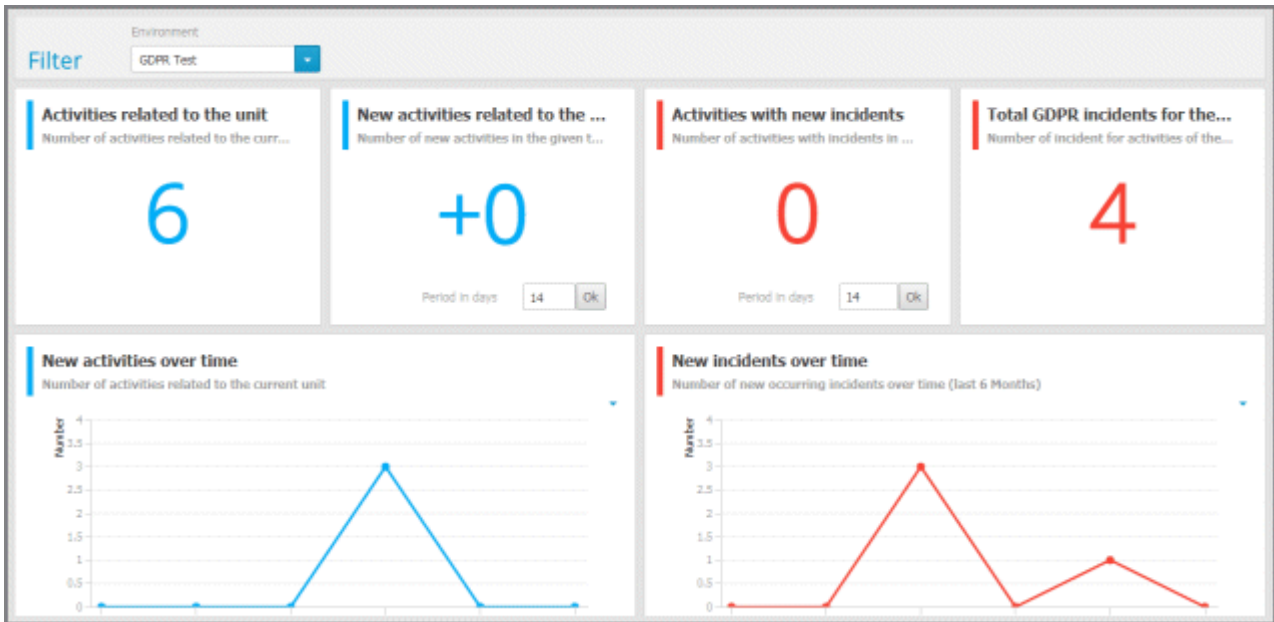 Environment
Filter
GDPR Test
Activities related to the unit
Number of activities related to the curr...
6
New activities related to the ...
Number of new activities in the given t...
+0
Period in days
14
Ok
Activities with new incidents
Number of activities with incidents in ...
0
Period in days
14
Ok
Total GDPR incidents for the...
Number of incident for activities of the...
4
New activities over time
Number of activities related to the current unit
Number
4
3.5
3
2.5
2
1.5
1
0.5
0
New incidents over time
Number of new occurring incidents over time (last 6 Months)
Number
4
3.5
3
2.5
2
1.5
1
0.5
0